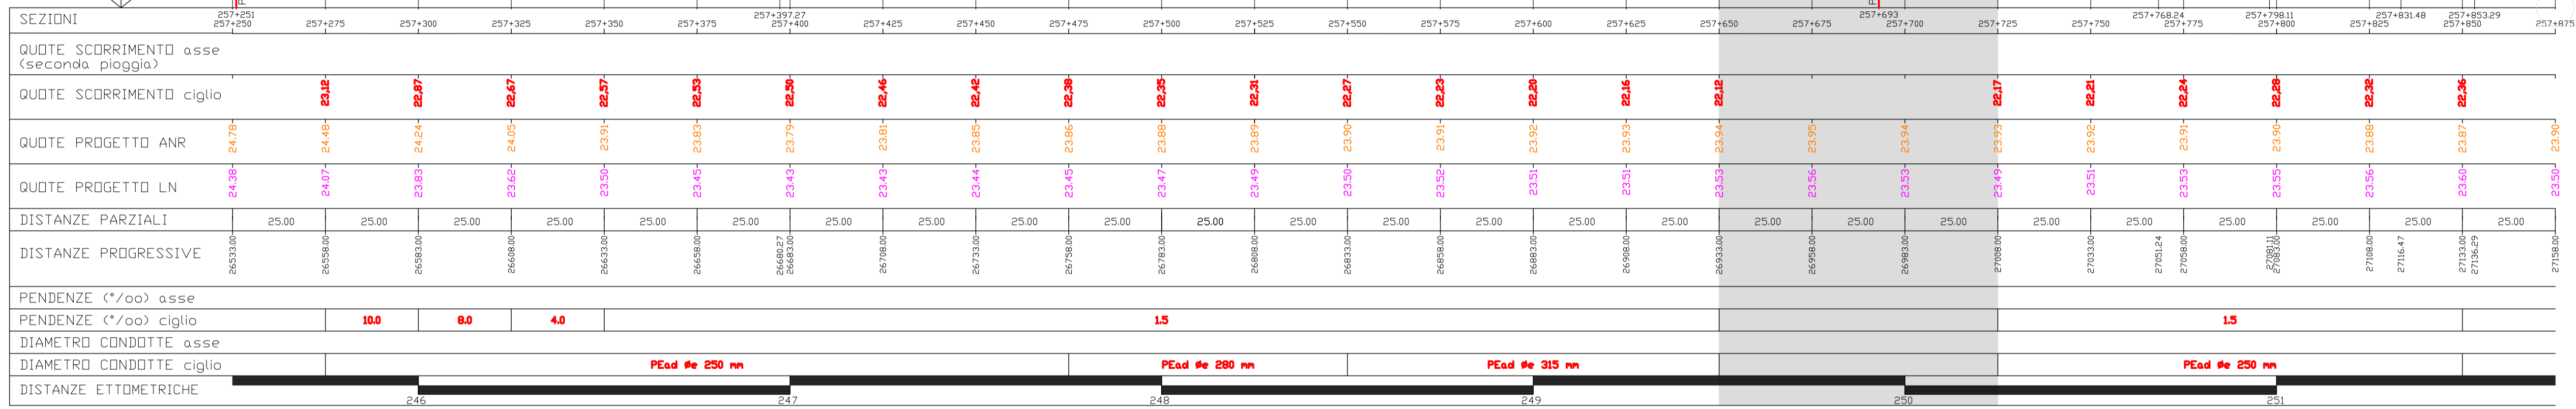 257+251 257+397.27 257+693 257+768.24 257+798.11 257+831.48 257+853.29
SEZIONI 257+250 257+275 257+300 257+325 257+350 257+375 257+400 257+425 257+450 257+475 257+500 257+525 257+550 257+575 257+600 257+625 257+650 257+675 257+700 257+725 257+750 257+775 257+800 257+825 257+850 257+875
QUOTE SCORRIMENTO asse
(seconda pioggia)
QUOTE SCORRIMENTO ciglio 23,12 22,87 22,67 22,57 22,53 22,50 22,46 22,42 22,38 22,35 22,31 22,27 22,23 22,20 22,16 22,12 22,17 22,21 22,24 22,28 22,32 22,36
QUOTE PROGETTO ANR 24.78 24.48 24.24 24.05 23.91 23.83 23.79 23.81 23.85 23.86 23.88 23.89 23.90 23.91 23.92 23.93 23.94 23.95 23.94 23.93 23.92 23.91 23.90 23.88 23.87 23.90
QUOTE PROGETTO LN 24.38 24.07 23.83 23.62 23.50 23.45 23.43 23.43 23.44 23.45 23.47 23.49 23.50 23.52 23.51 23.51 23.53 23.56 23.53 23.49 23.51 23.53 23.55 23.56 23.60 23.50
DISTANZE PARZIALI 25.00 25.00 25.00 25.00 25.00 25.00 25.00 25.00 25.00 25.00 25.00 25.00 25.00 25.00 25.00 25.00 25.00 25.00 25.00 25.00 25.00 25.00 25.00 25.00 25.00
DISTANZE PROGRESSIVE 26533.00 26558.00 26583.00 26608.00 26633.00 26658.00 26680.27 26683.00 26708.00 26733.00 26758.00 26783.00 26808.00 26833.00 26858.00 26883.00 26908.00 26933.00 26958.00 26983.00 27008.00 27033.00 27051.24 27058.00 27081.11 27083.00 27108.00 27116.47 27133.00 27136.29 27158.00
PENDENZE (°/oo) asse
PENDENZE (°/oo) ciglio 10.0 8.0 4.0 1.5 1.5
DIAMETRO CONDOTTE asse
DIAMETRO CONDOTTE ciglio PEad Øe 250 mm PEad Øe 280 mm PEad Øe 315 mm PEad Øe 250 mm
DISTANZE ETTOMETRICHE
246 247 248 249 250 251